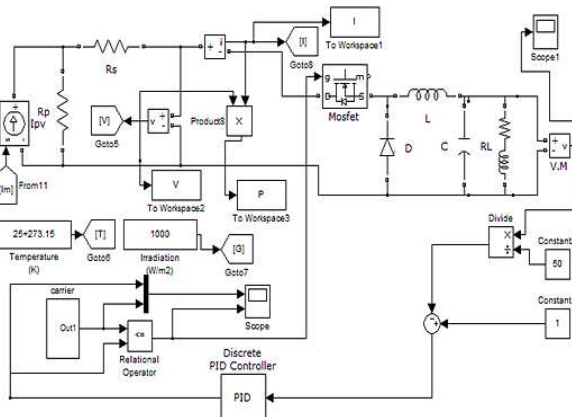 I
To Workspace1
Scope1
i
+
-
[I]
Goto8
Rs
g
m
D
S
Mosfet
Rp
Ipv
[V]
Goto5
v
+
-
Product8
X
L
D
C
RL
+
-
v
V.M
[Im]
From11
V
To Workspace2
P
To Workspace3
25+273.15
Temperature
(K)
[T]
Goto6
1000
Irradiation
(W/m2)
[G]
Goto7
Divide
×
÷
Constant
50
Constant
1
carrier
Out1
<=
Relational
Operator
Scope
Discrete
PID Controller
PID